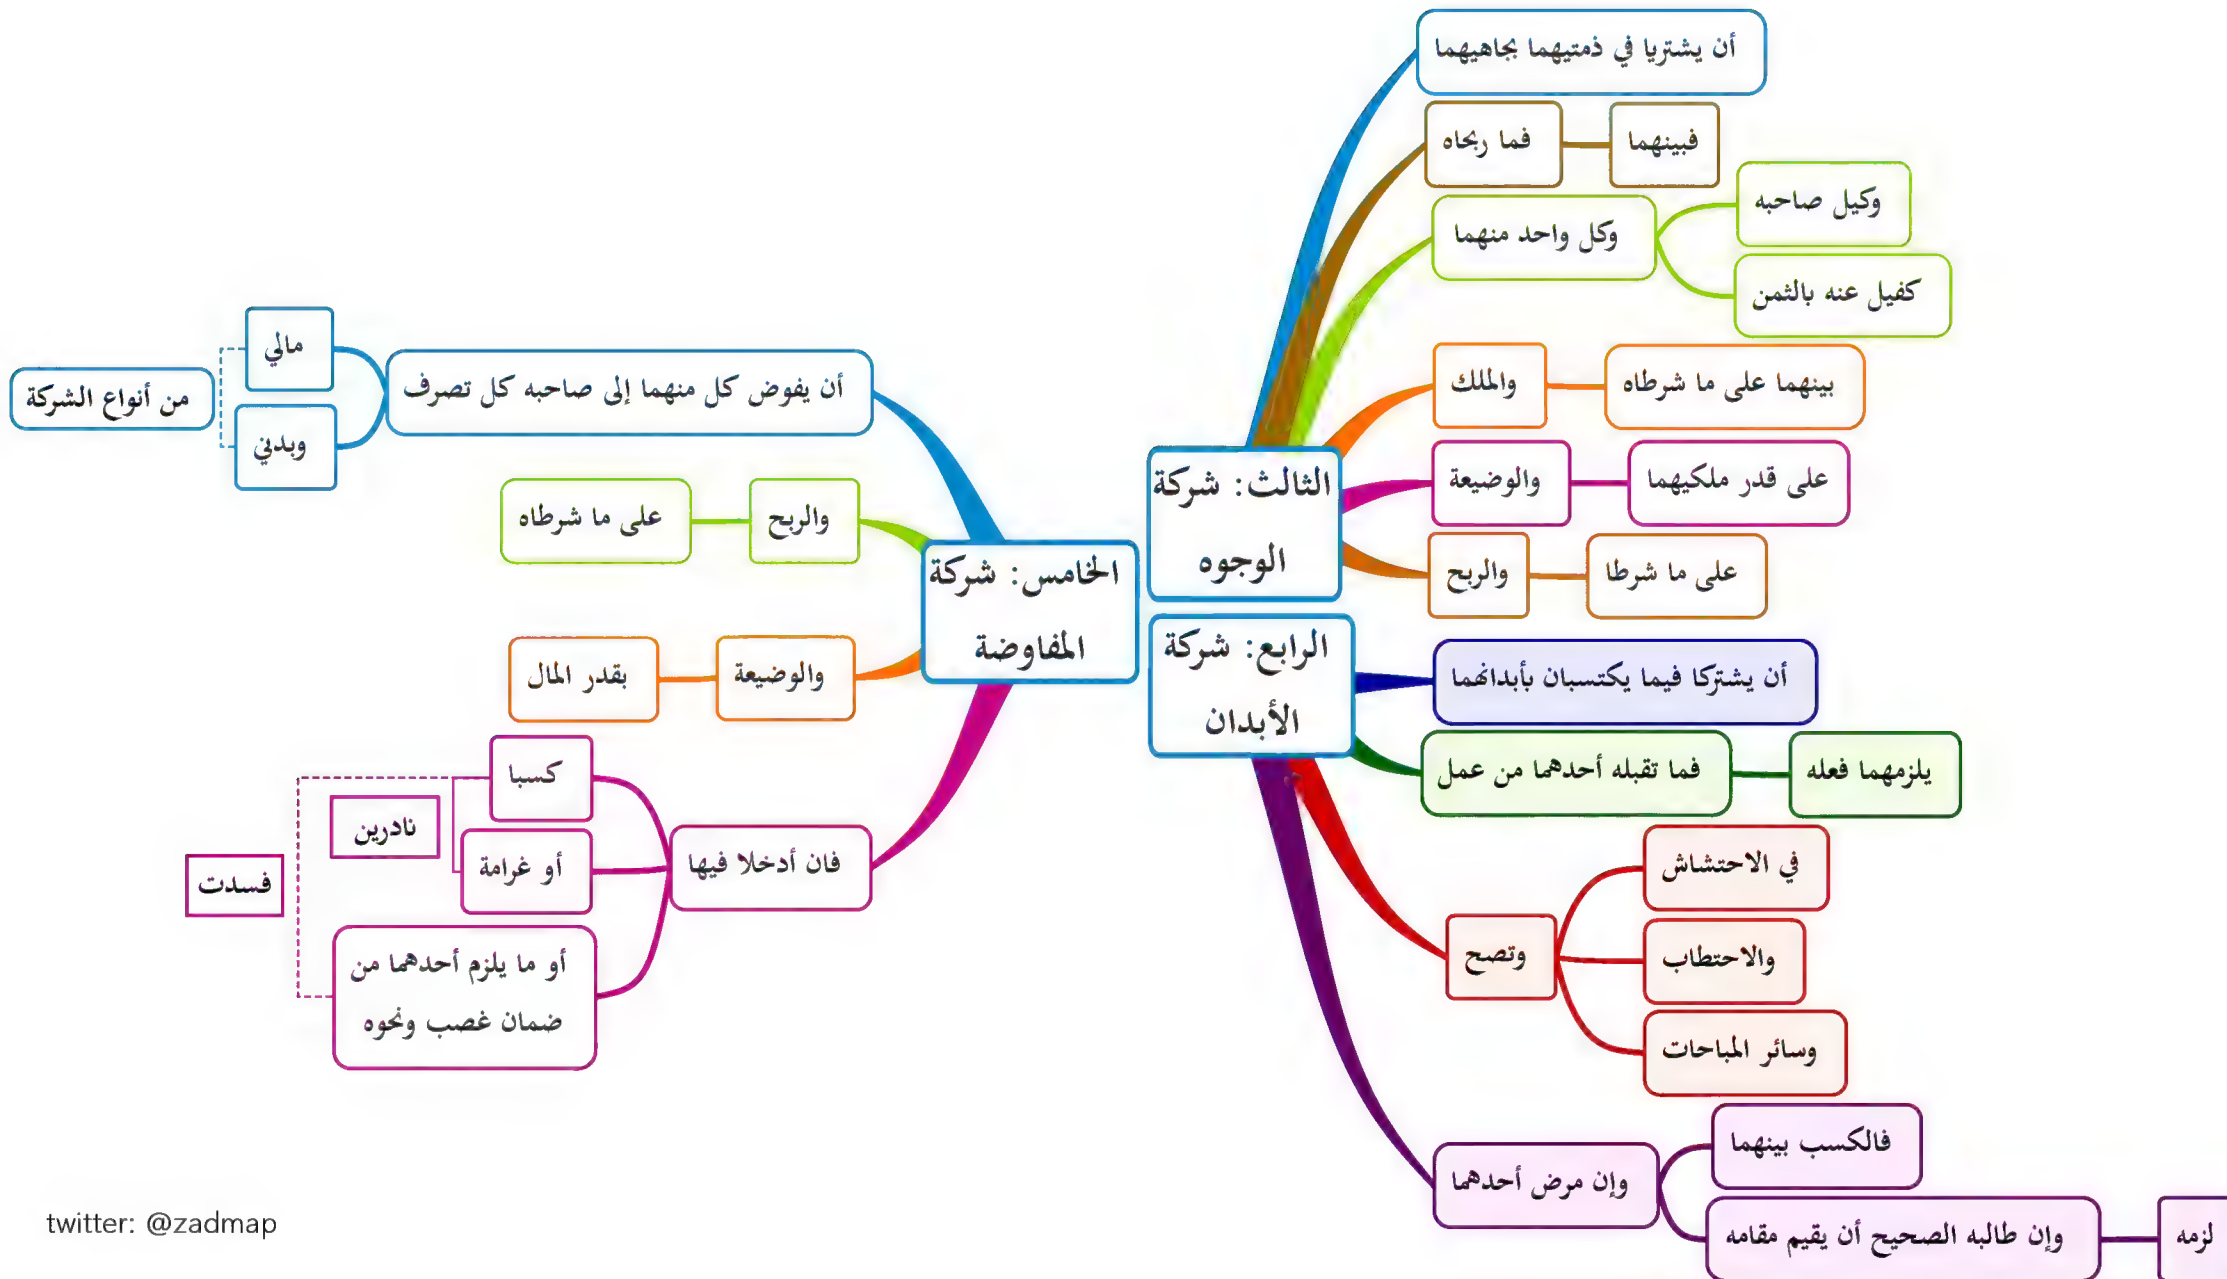 الثالث: شركة
الوجوه
أن يشتريا في ذمتيهما بجاهيهما
فما ربحاه
فبينهما
وكل واحد منهما
وكيل صاحبه
كفيل عنه بالثمن
والملك
بينهما على ما شرطاه
والوضيعة
على قدر ملكيهما
والربح
على ما شرطا
الرابع: شركة
الأبدان
أن يشتركا فيما يكتسبان بأبدانهما
فما تقبله أحدهما من عمل
يلزمهما فعله
وتصح
في الاحتشاش
والاحتطاب
وسائر المباحات
وإن مرض أحدهما
فالكسب بينهما
وإن طالبه الصحيح أن يقيم مقامه
لزمه
الخامس: شركة
المفاوضة
أن يفوض كل منهما إلى صاحبه كل تصرف
مالي
وبدني
من أنواع الشركة
والربح
على ما شرطاه
والوضيعة
بقدر المال
فان أدخلا فيها
كسبا
أو غرامة
نادرين
أو ما يلزم أحدهما من
ضمان غصب ونحوه
فسدت
twitter: @zadmap